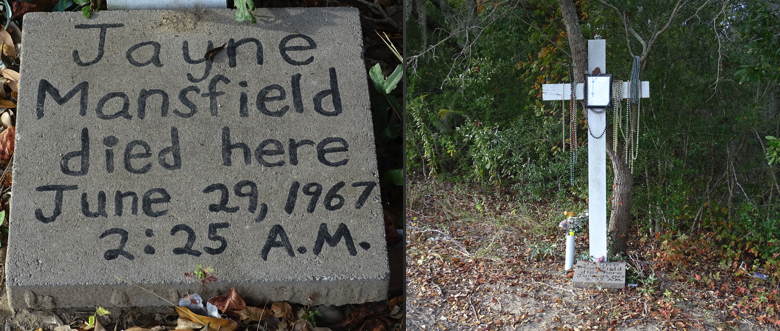 Jayne
Mansfield
died here
June 29, 1967
2:25 A.M.